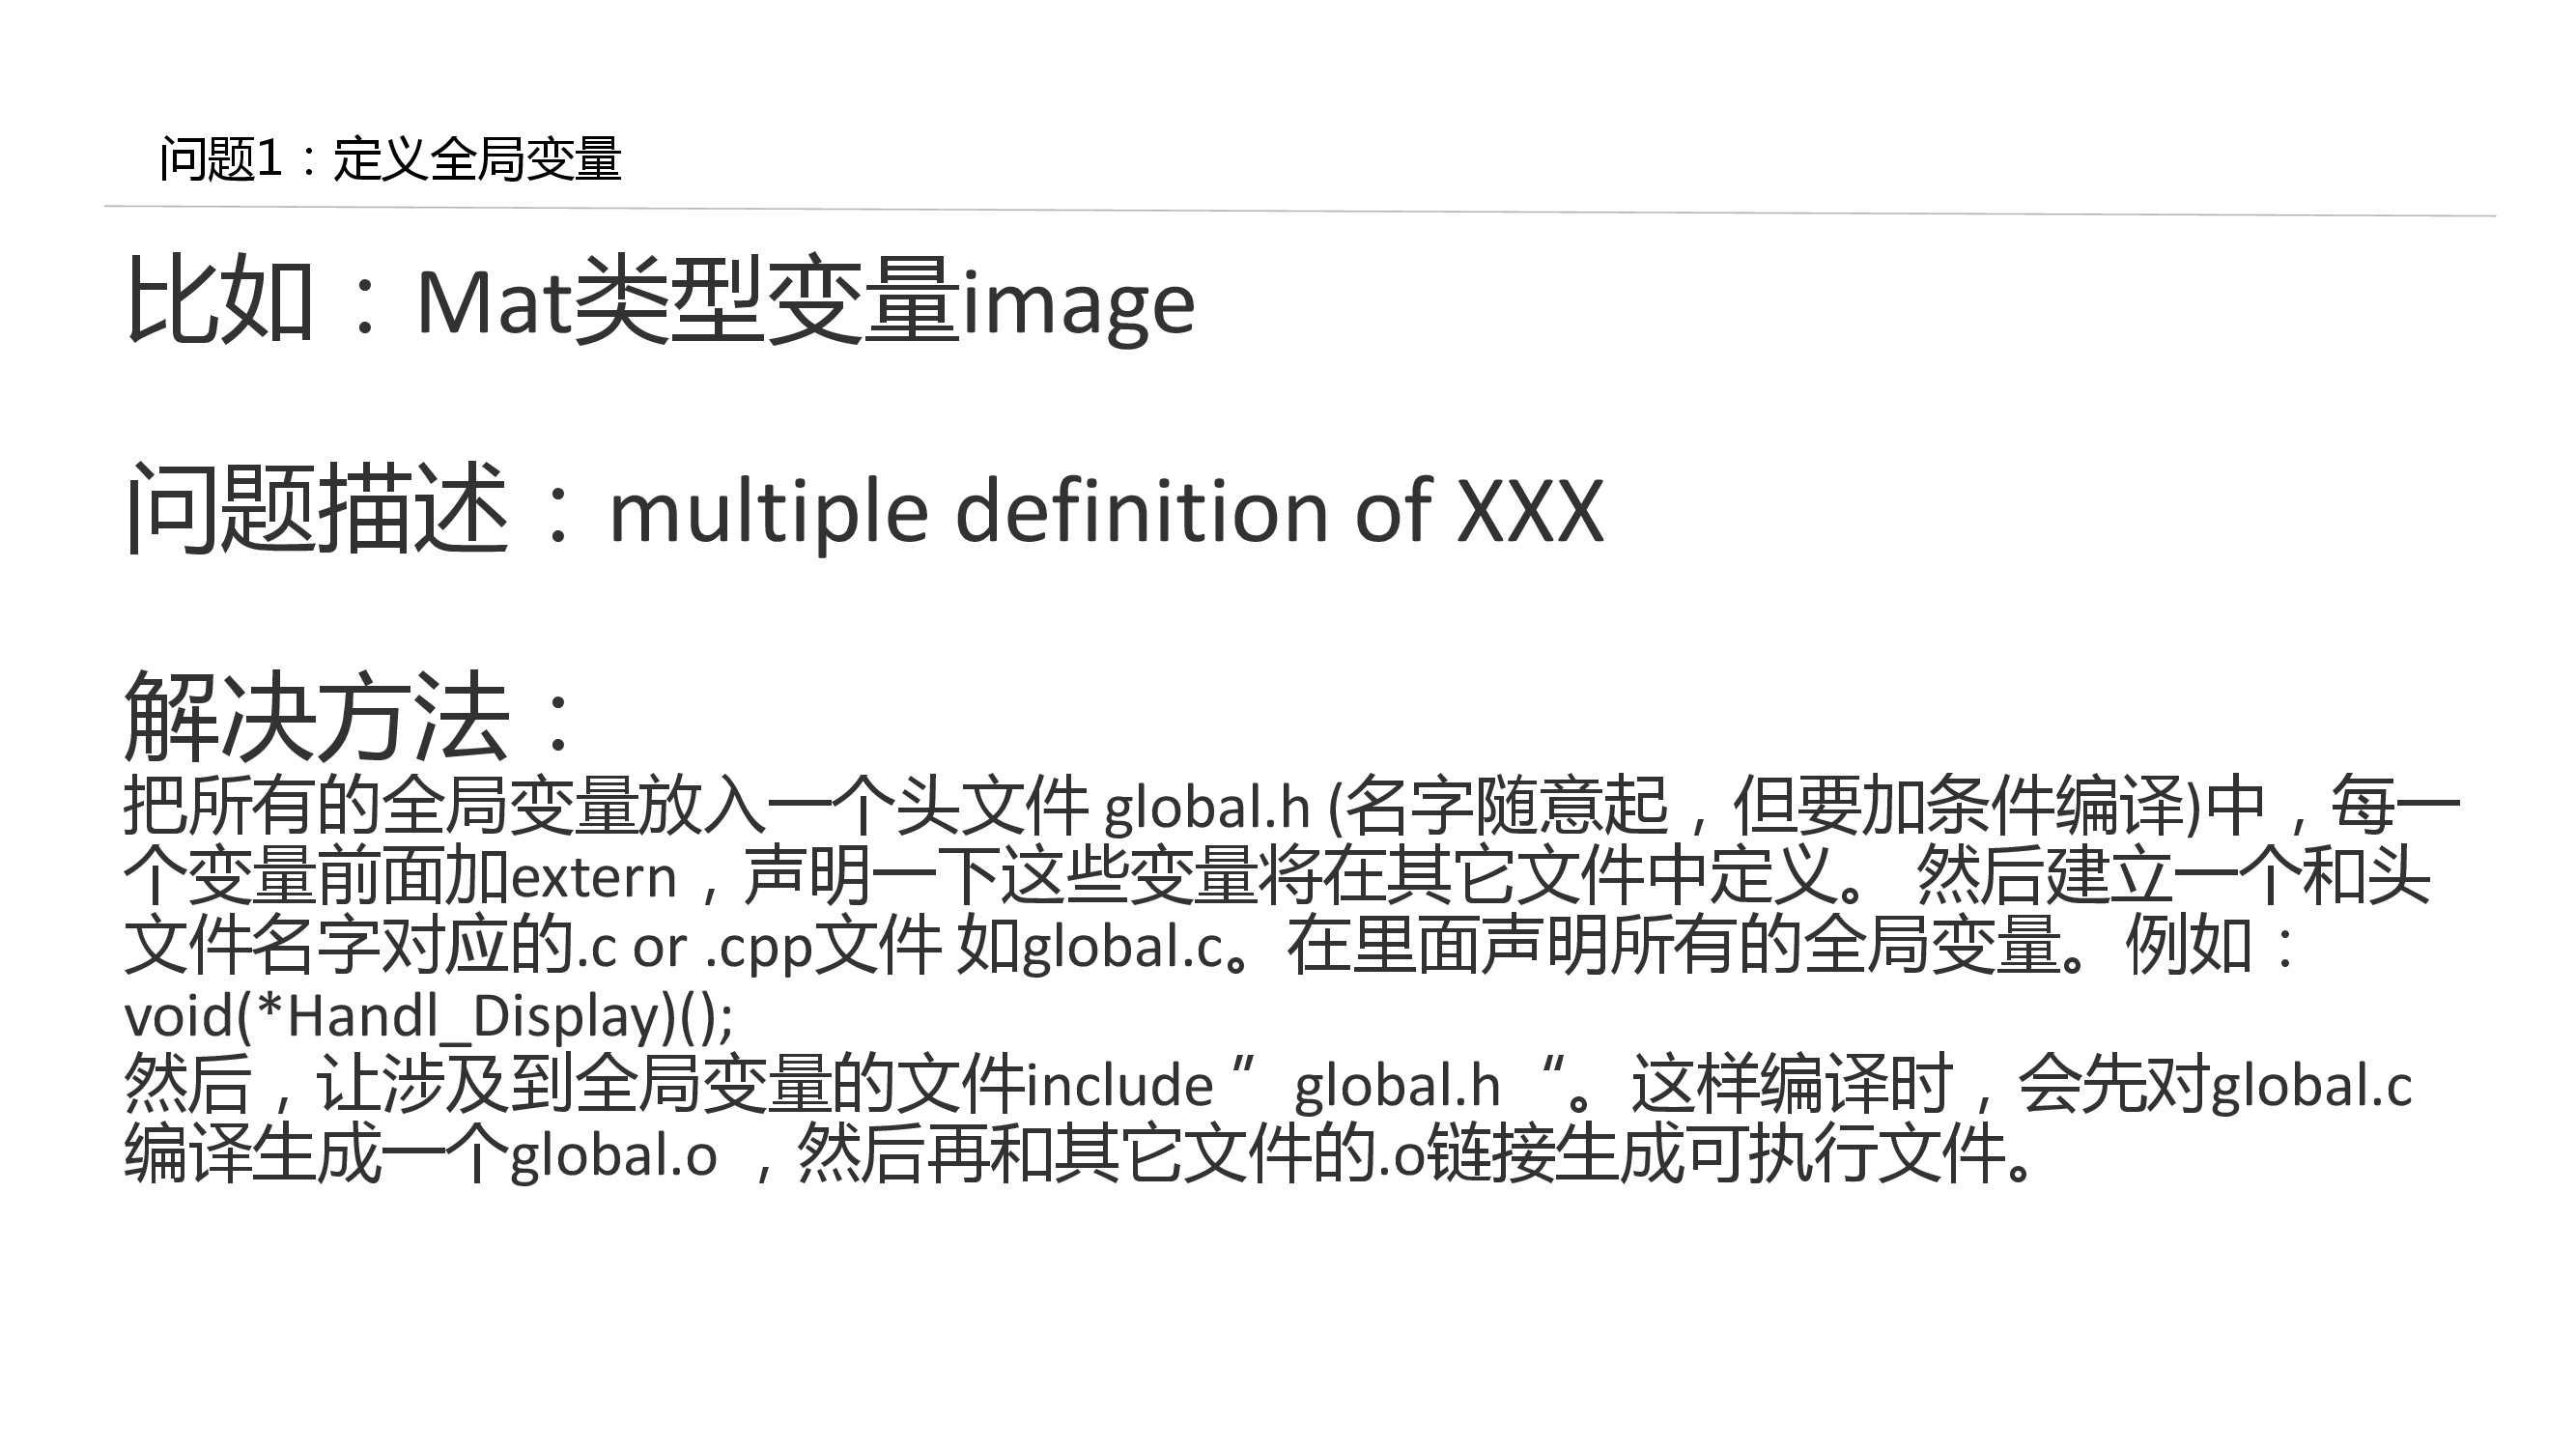 问题1：定义全局变量
比如：Mat类型变量image
问题描述：multiple definition of XXX
解决方法：
把所有的全局变量放入一个头文件 global.h (名字随意起，但要加条件编译)中，每一
个变量前面加extern，声明一下这些变量将在其它文件中定义。 然后建立一个和头
文件名字对应的.c or .cpp文件 如global.c。在里面声明所有的全局变量。例如：
void(*Handl_Display)();
然后，让涉及到全局变量的文件include ” global.h “。这样编译时，会先对global.c
编译生成一个global.o ，然后再和其它文件的.o链接生成可执行文件。